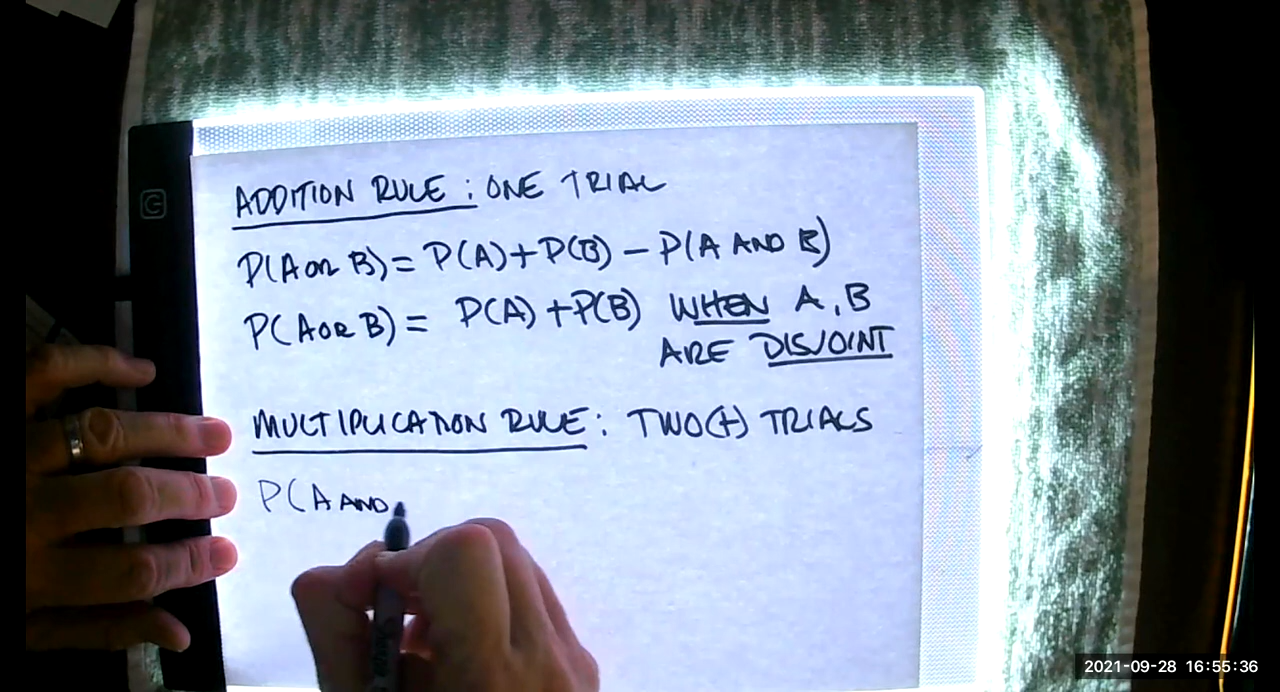 ADDITION RULE: ONE TRIAL
P(A OR B) = P(A) + P(B) - P(A AND B)
P(A OR B) = P(A) + P(B) WHEN A, B
ARE DISJOINT
MULTIPLICATION RULE: TWO(+) TRIALS
P(A AND
2021-09-28 16:55:36